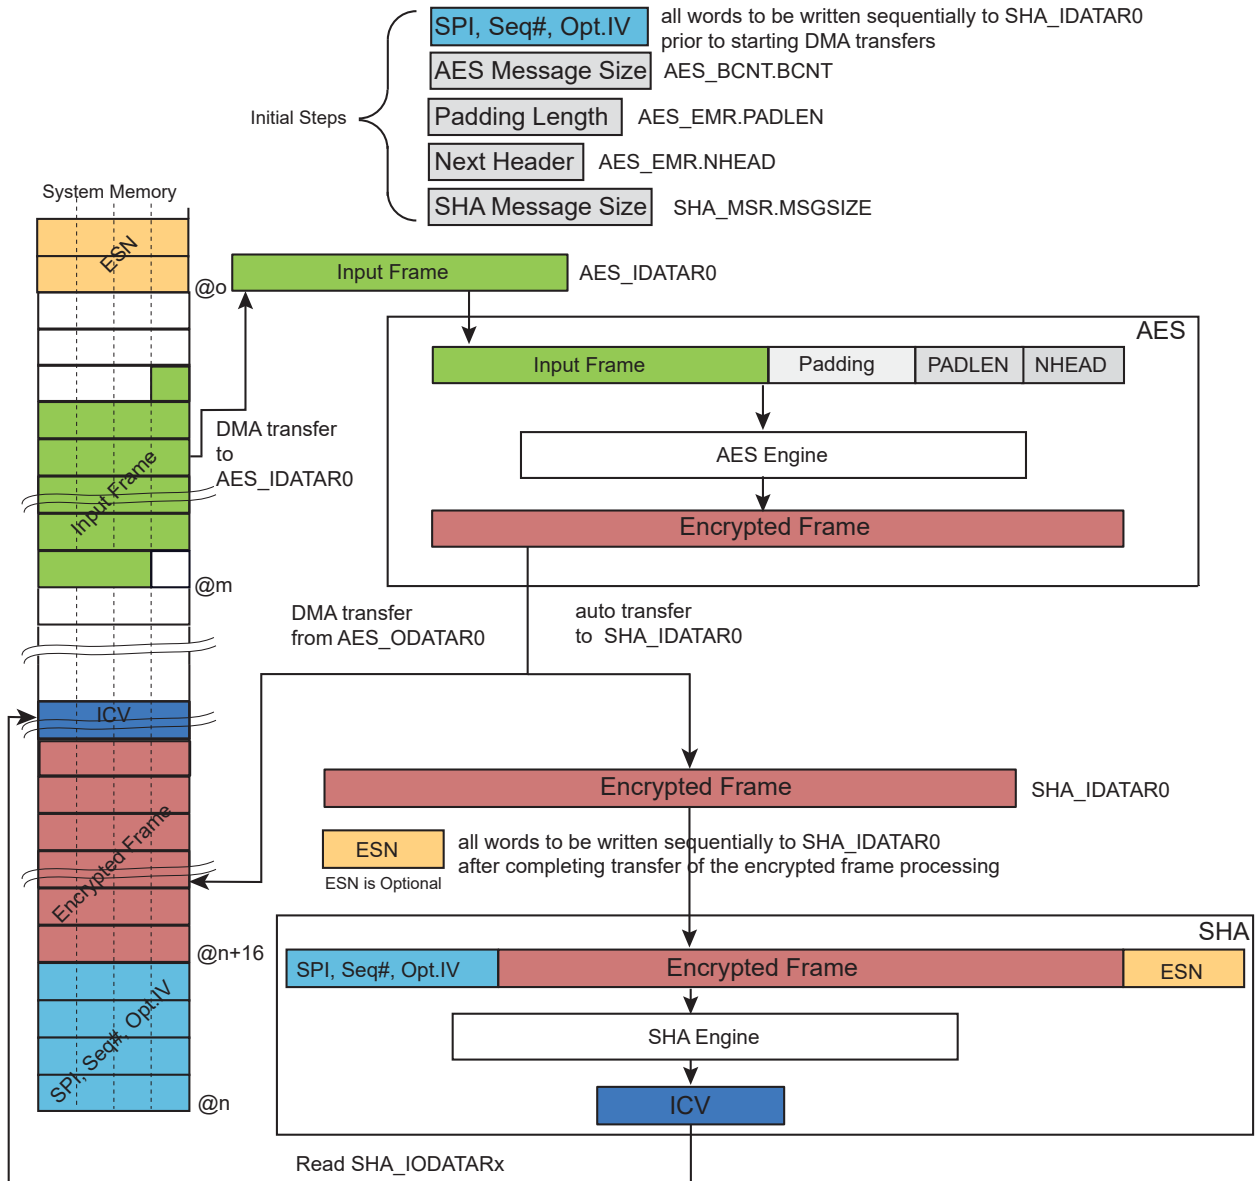 SPI, Seq#, Opt.IV
all words to be written sequentially to SHA_IDATAR0
prior to starting DMA transfers
AES Message Size
AES_BCNT.BCNT
Initial Steps
Padding Length
AES_EMR.PADLEN
Next Header
AES_EMR.NHEAD
System Memory
SHA Message Size
SHA_MSR.MSGSIZE
ESN
@o
Input Frame
AES_IDATAR0
AES
Input Frame
Padding
PADLEN
NHEAD
DMA transfer
to
AES_IDATAR0
AES Engine
Input Frame
Encrypted Frame
@m
DMA transfer
from AES_ODATAR0
auto transfer
to SHA_IDATAR0
ICV
Encrypted Frame
SHA_IDATAR0
ESN
all words to be written sequentially to SHA_IDATAR0
after completing transfer of the encrypted frame processing
ESN is Optional
Encrypted Frame
SHA
@n+16
SPI, Seq#, Opt.IV
Encrypted Frame
ESN
SPI, Seq#, Opt.IV
SHA Engine
@n
ICV
Read SHA_IODATARx